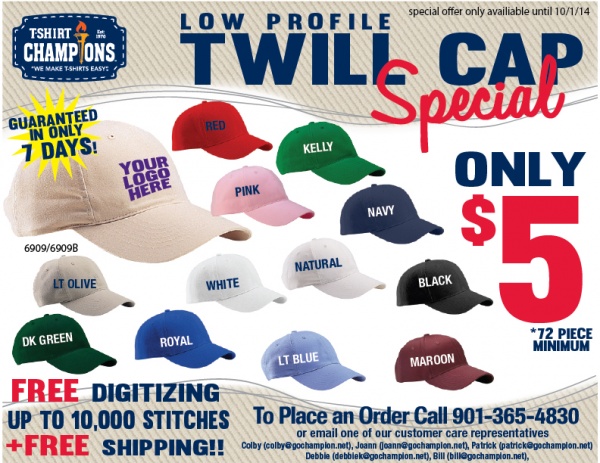 special offer only available until 10/1/14
TSHIRT
Est.
1970
CHAMPIONS
"WE MAKE T-SHIRTS EASY"
LOW PROFILE
TWILL CAP
Special
GUARANTEED
IN ONLY
7 DAYS!
YOUR
LOGO
HERE
6909/6909B
RED
KELLY
PINK
NAVY
LT OLIVE
WHITE
NATURAL
BLACK
DK GREEN
ROYAL
LT BLUE
MAROON
ONLY
$5
*72 PIECE
MINIMUM
FREE DIGITIZING
UP TO 10,000 STITCHES
+FREE SHIPPING!!
To Place an Order Call 901-365-4830
or email one of our customer care representatives
Colby (colby@gochampion.net), Joann (joann@gochampion.net), Patrick (patrick@gochampion.net)
Debbie (debbiek@gochampion.net), Bill (bill@gochampion.net),